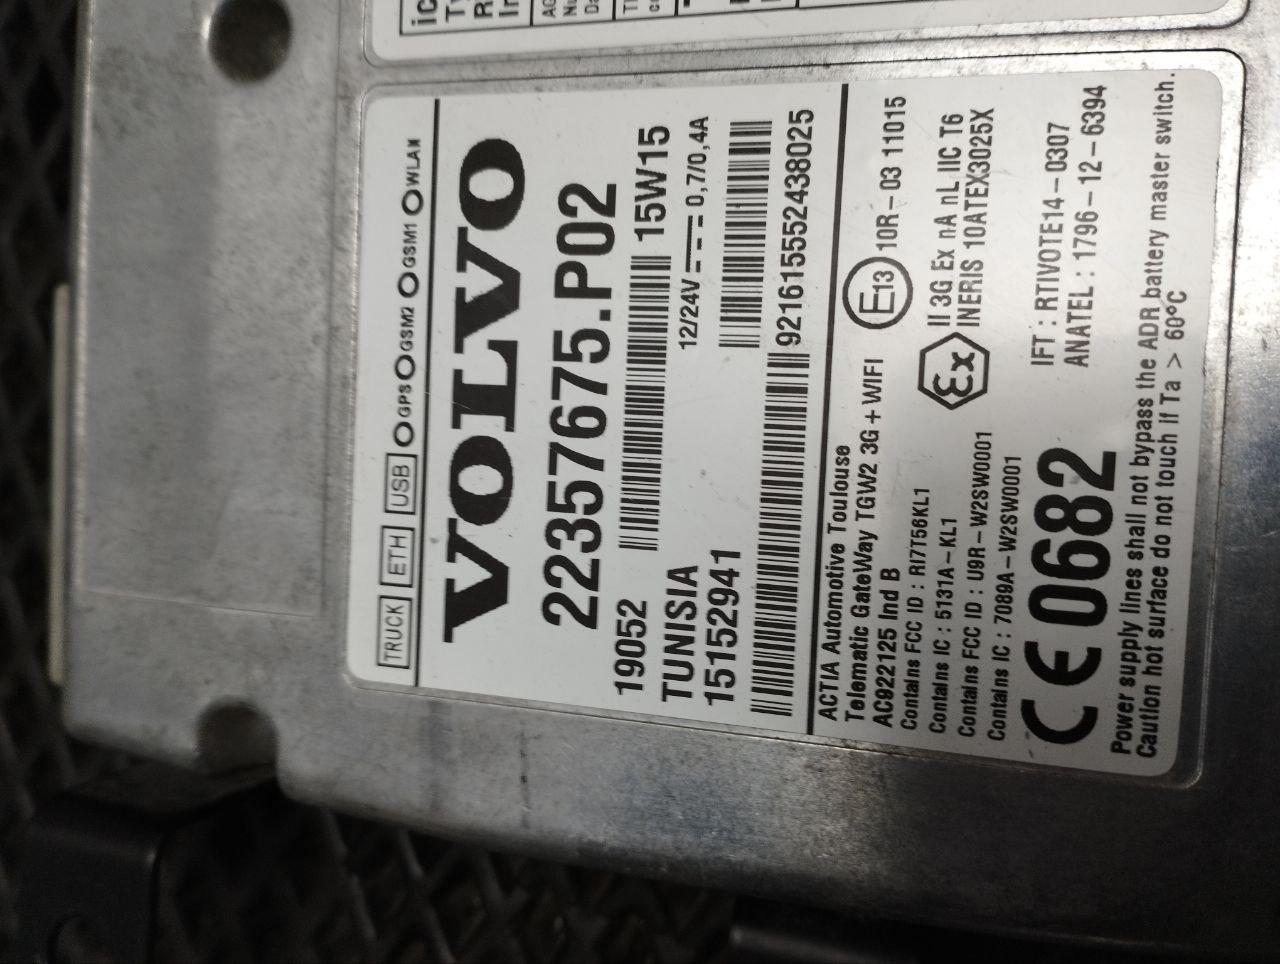 TRUCK ETH USB GPS GSM2 GSM1 WLAN
VOLVO
22357675.P02
19052 15W15
TUNISIA 12/24V 0,7/0,4A
15152941
921615552438025
ACTIA Automotive Toulouse
Telematic GateWay TGW2 3G + WIFI
AC922125 Ind B
E13 10R-03 11015
Contains FCC ID : RI7T56KL1
Contains IC : 5131A-KL1
Contains FCC ID : U9R-W2SW0001
Contains IC : 7089A-W2SW0001
Ex II 3G Ex nA nL IIC T6
INERIS 10ATEX3025X
CE 0682
IFT : RTIVOTE14-0307
ANATEL : 1796-12-6394
Power supply lines shall not bypass the ADR battery master switch.
Caution hot surface do not touch if Ta > 60°C